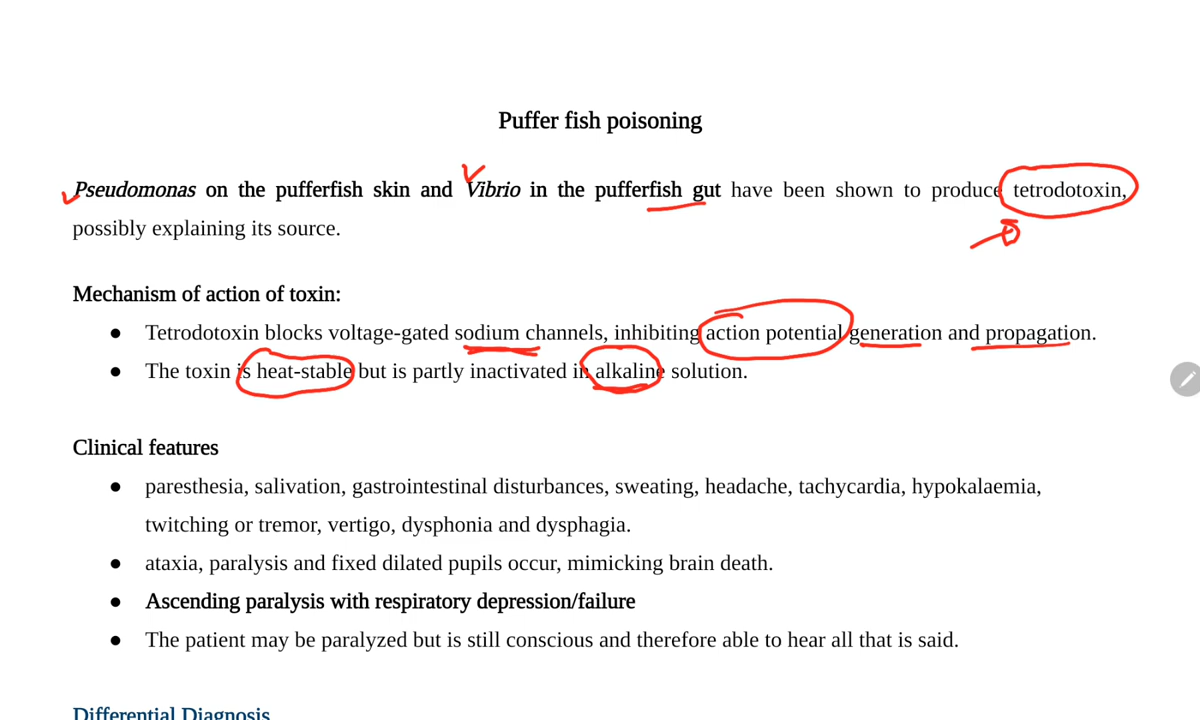 Puffer fish poisoning
Pseudomonas on the pufferfish skin and Vibrio in the pufferfish gut have been shown to produce tetrodotoxin,
possibly explaining its source.
Mechanism of action of toxin:
● Tetrodotoxin blocks voltage-gated sodium channels, inhibiting action potential generation and propagation.
● The toxin is heat-stable but is partly inactivated in alkaline solution.
Clinical features
● paresthesia, salivation, gastrointestinal disturbances, sweating, headache, tachycardia, hypokalaemia,
twitching or tremor, vertigo, dysphonia and dysphagia.
● ataxia, paralysis and fixed dilated pupils occur, mimicking brain death.
● Ascending paralysis with respiratory depression/failure
● The patient may be paralyzed but is still conscious and therefore able to hear all that is said.
Differential Diagnosis